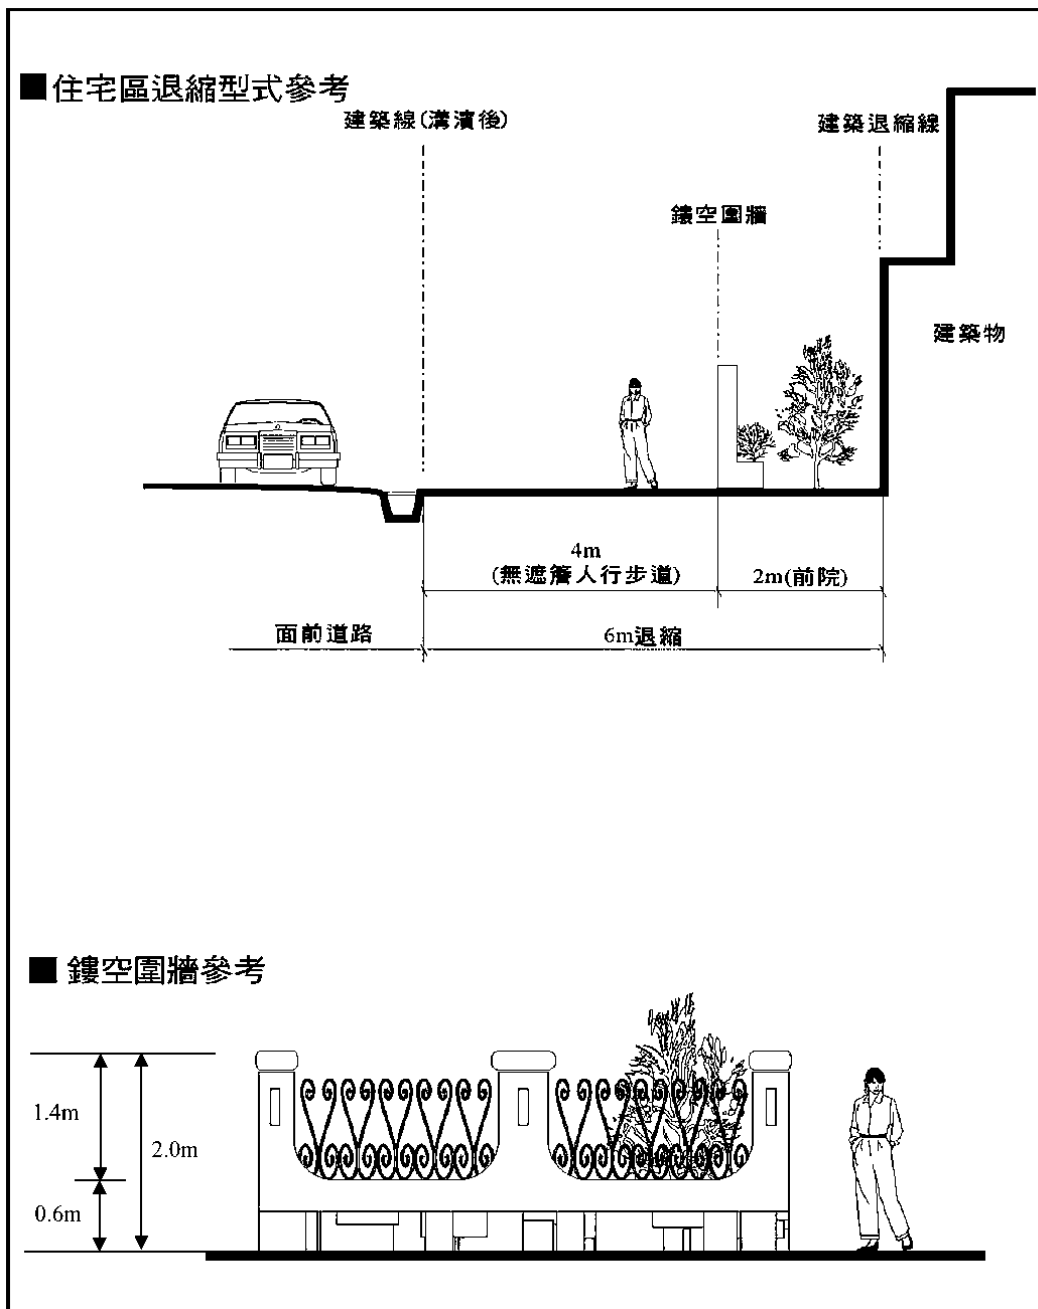 ■住宅區退縮型式參考
建築線(溝濱後)
建築退縮線
鏤空圍牆
建築物
4m
(無遮簷人行步道)
2m(前院)
面前道路
6m退縮
■ 鏤空圍牆參考
1.4m
2.0m
0.6m